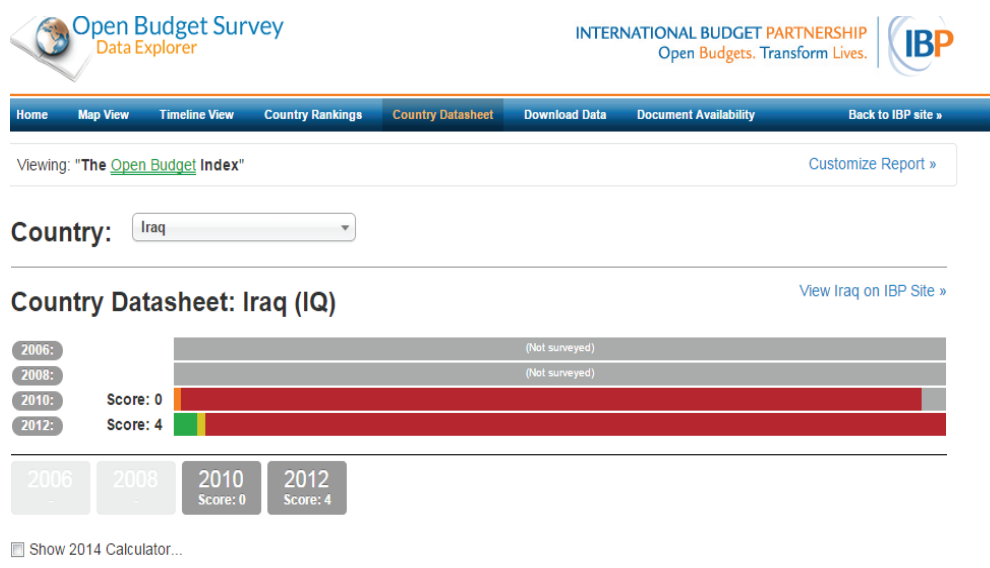 Open Budget Survey
Data Explorer
INTERNATIONAL BUDGET PARTNERSHIP
Open Budgets. Transform Lives.
IBP
Home Map View Timeline View Country Rankings Country Datasheet Download Data Document Availability Back to IBP site »
Viewing: "The Open Budget Index" Customize Report »
Country: Iraq
Country Datasheet: Iraq (IQ) View Iraq on IBP Site »
2006: (Not surveyed)
2008: (Not surveyed)
2010: Score: 0
2012: Score: 4
2006 2008 2010 2012
– – Score: 0 Score: 4
Show 2014 Calculator...